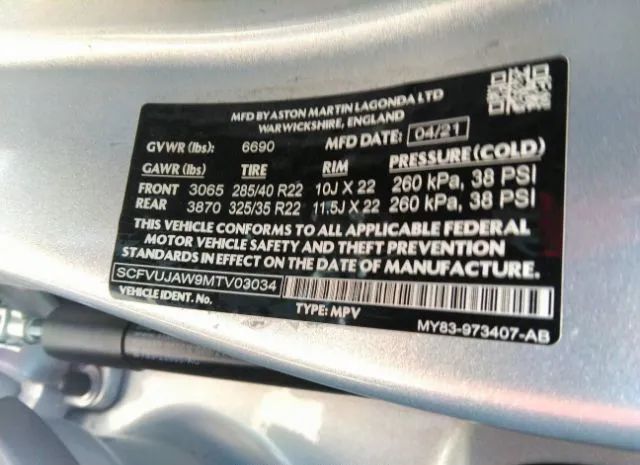 MFD BY ASTON MARTIN LAGONDA LTD
WARWICKSHIRE, ENGLAND
GVWR (lbs): 6690 MFD DATE: 04/21
GAWR (lbs): TIRE RIM PRESSURE (COLD)
FRONT 3065 285/40 R22 10J X 22 260 kPa, 38 PSI
REAR 3870 325/35 R22 11.5J X 22 260 kPa, 38 PSI
THIS VEHICLE CONFORMS TO ALL APPLICABLE FEDERAL
MOTOR VEHICLE SAFETY AND THEFT PREVENTION
STANDARDS IN EFFECT ON THE DATE OF MANUFACTURE.
SCFVUJAW9MTV03034
VEHICLE IDENT. No.
TYPE: MPV
MY83-973407-AB